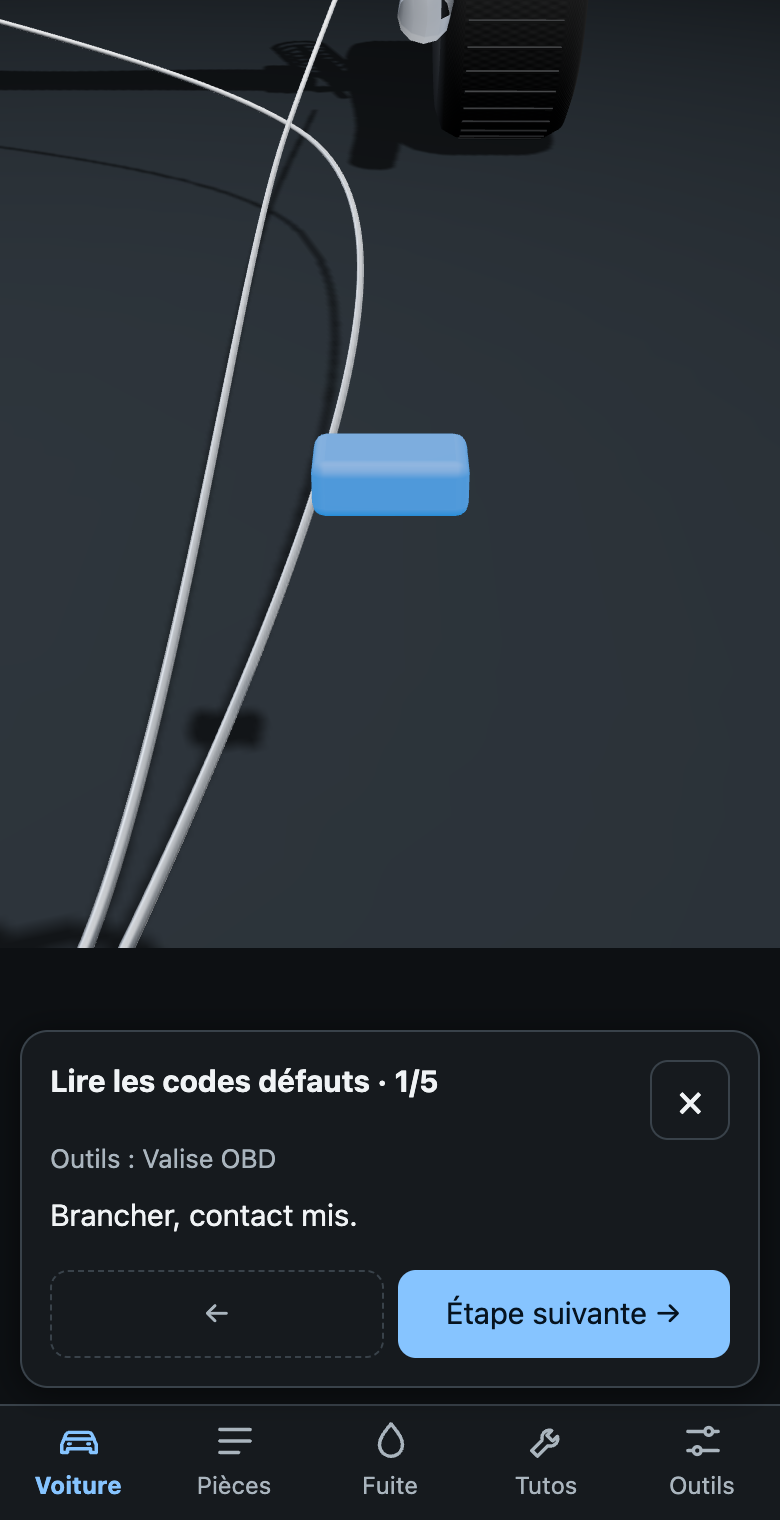 Lire les codes défauts · 1/5
Outils : Valise OBD
Brancher, contact mis.
← Étape suivante →
Voiture Pièces Fuite Tutos Outils